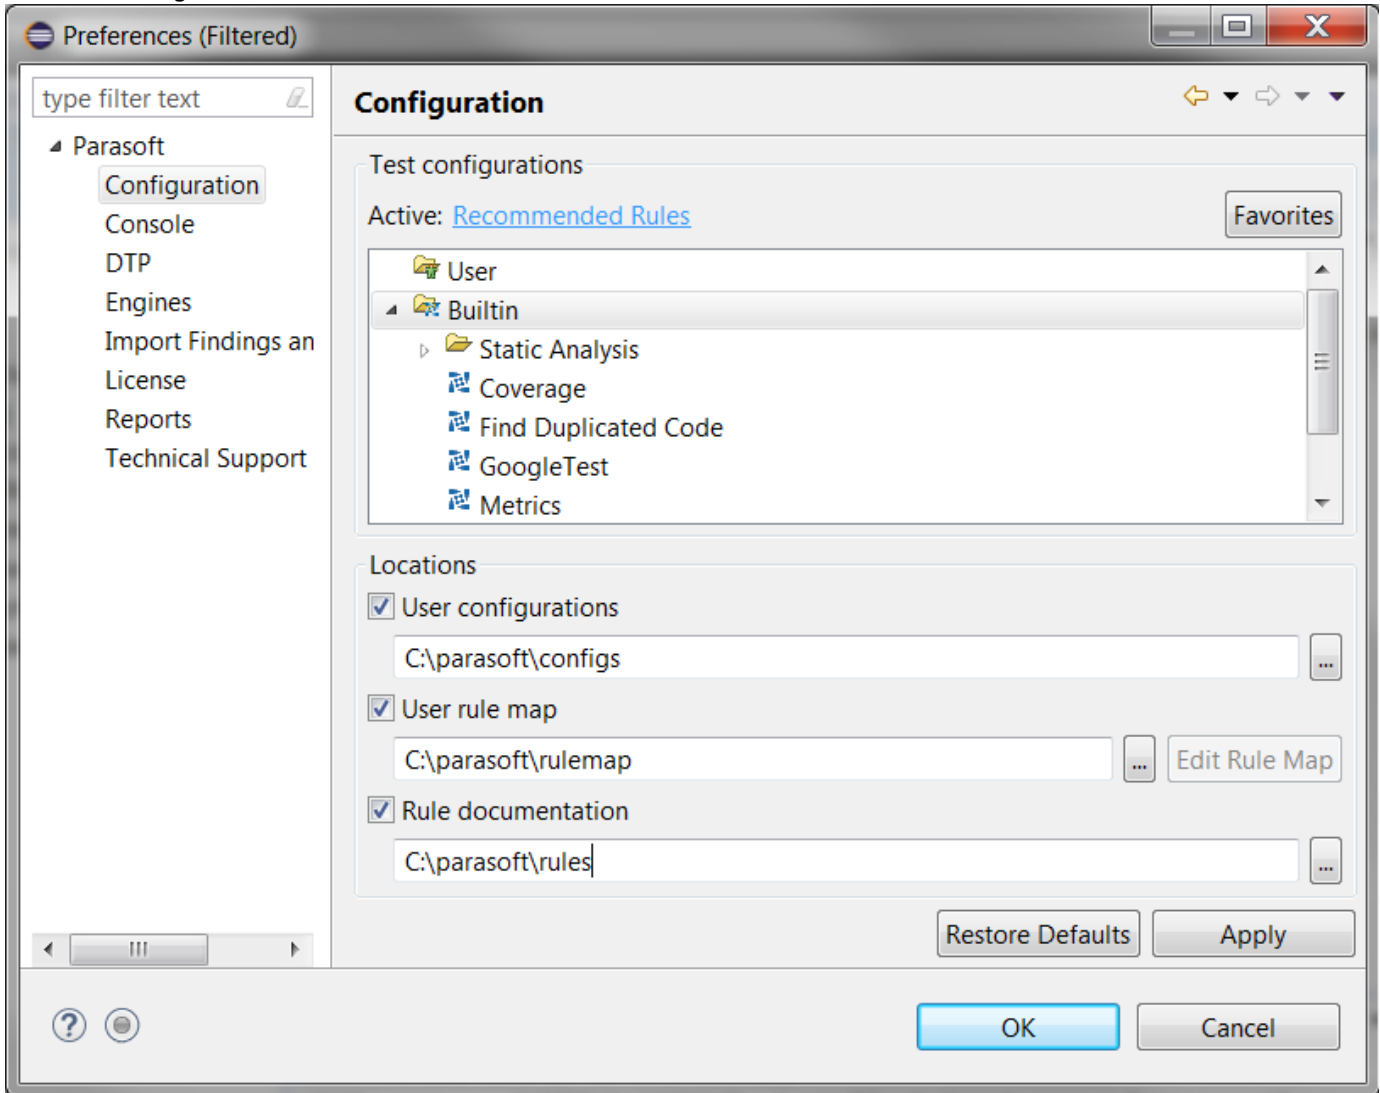 Preferences (Filtered)
type filter text
Parasoft
Configuration
Console
DTP
Engines
Import Findings an
License
Reports
Technical Support
Configuration
Test configurations
Active: Recommended Rules
Favorites
User
Builtin
Static Analysis
Coverage
Find Duplicated Code
GoogleTest
Metrics
Locations
User configurations
C:\parasoft\configs
...
User rule map
C:\parasoft\rulemap
...
Edit Rule Map
Rule documentation
C:\parasoft\rules
...
Restore Defaults
Apply
?
OK
Cancel